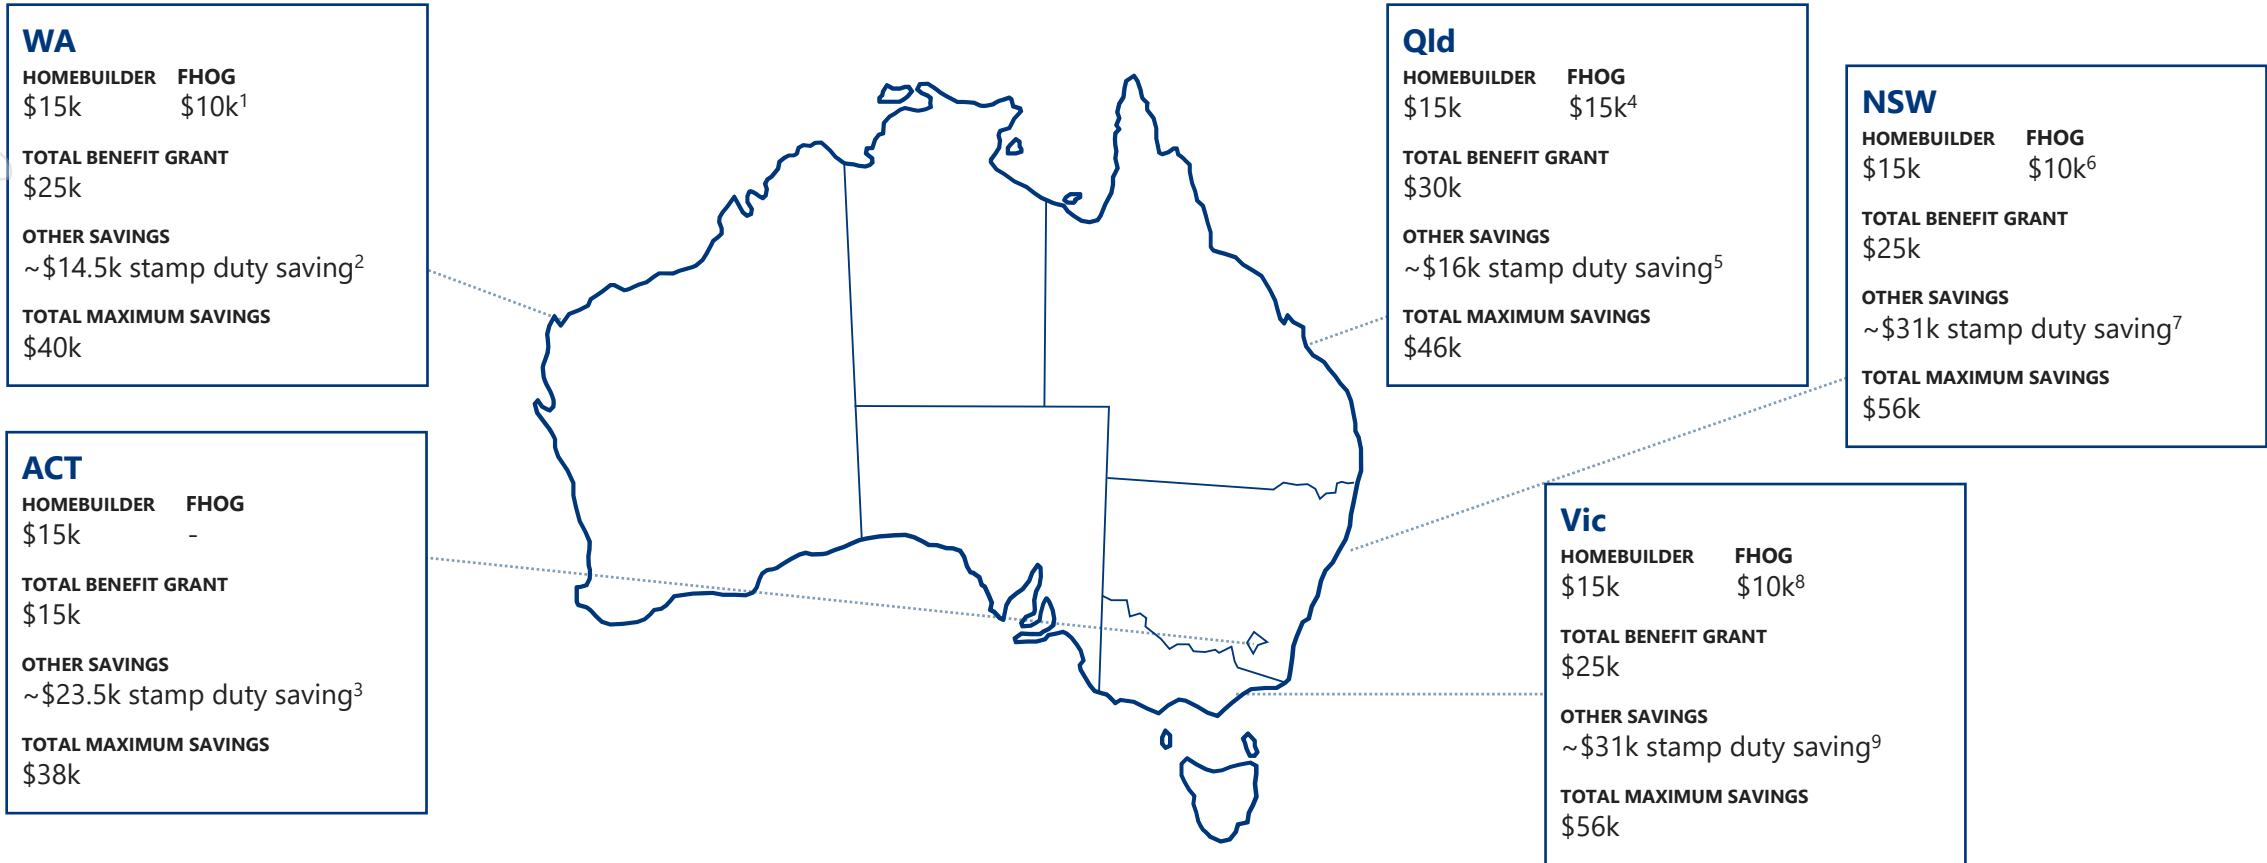 WA
HOMEBUILDER FHOG
$15k $10k¹
TOTAL BENEFIT GRANT
$25k
OTHER SAVINGS
~$14.5k stamp duty saving²
TOTAL MAXIMUM SAVINGS
$40k
ACT
HOMEBUILDER FHOG
$15k -
TOTAL BENEFIT GRANT
$15k
OTHER SAVINGS
~$23.5k stamp duty saving³
TOTAL MAXIMUM SAVINGS
$38k
Qld
HOMEBUILDER FHOG
$15k $15k⁴
TOTAL BENEFIT GRANT
$30k
OTHER SAVINGS
~$16k stamp duty saving⁵
TOTAL MAXIMUM SAVINGS
$46k
NSW
HOMEBUILDER FHOG
$15k $10k⁶
TOTAL BENEFIT GRANT
$25k
OTHER SAVINGS
~$31k stamp duty saving⁷
TOTAL MAXIMUM SAVINGS
$56k
Vic
HOMEBUILDER FHOG
$15k $10k⁸
TOTAL BENEFIT GRANT
$25k
OTHER SAVINGS
~$31k stamp duty saving⁹
TOTAL MAXIMUM SAVINGS
$56k